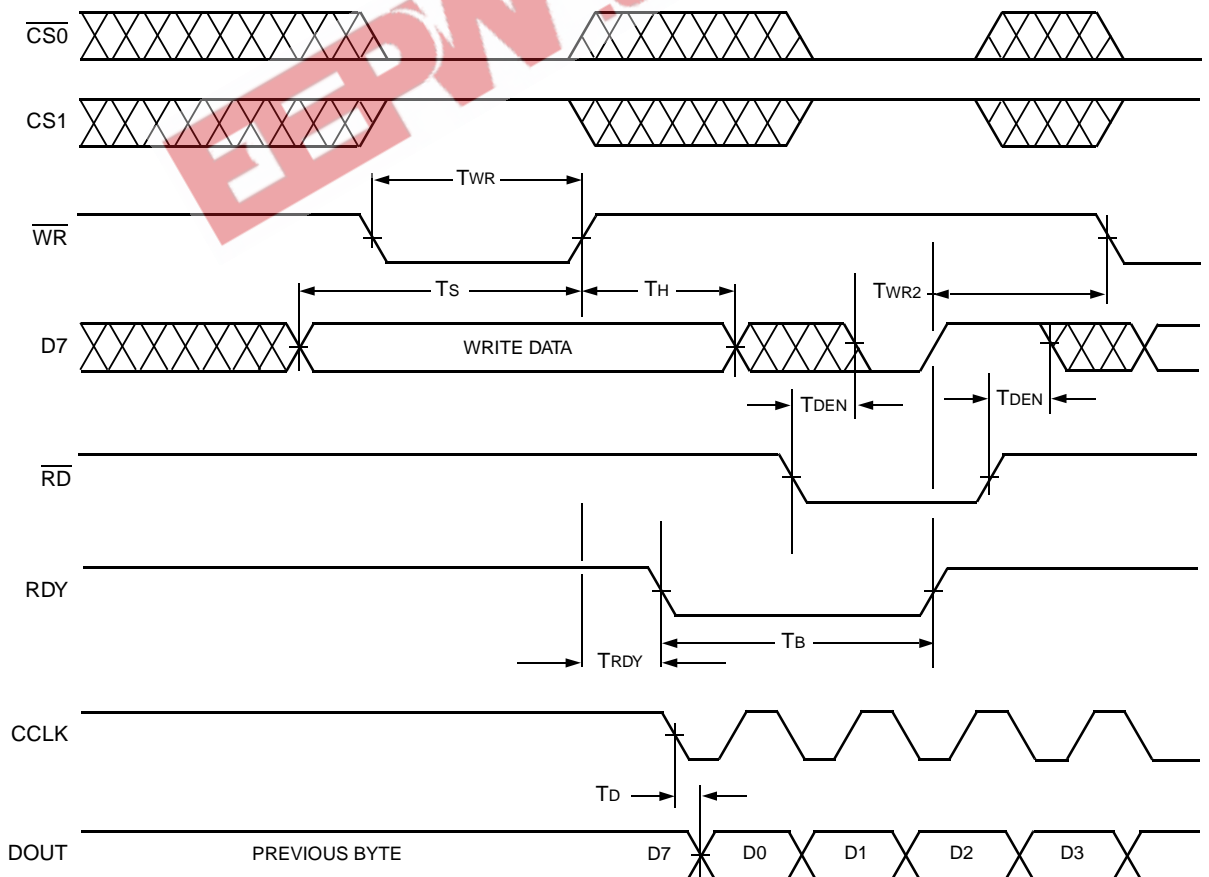 CS0
CS1
TWR
WR
TS
TH
TWR2
D7
WRITE DATA
TDEN
TDEN
RD
RDY
TB
TRDY
CCLK
TD
DOUT
PREVIOUS BYTE
D7
D0
D1
D2
D3
EEPW